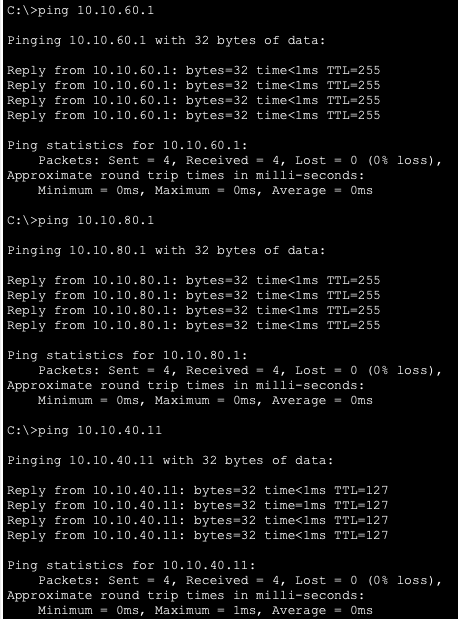 C:\>ping 10.10.60.1
Pinging 10.10.60.1 with 32 bytes of data:
Reply from 10.10.60.1: bytes=32 time<1ms TTL=255
Reply from 10.10.60.1: bytes=32 time<1ms TTL=255
Reply from 10.10.60.1: bytes=32 time<1ms TTL=255
Reply from 10.10.60.1: bytes=32 time<1ms TTL=255
Ping statistics for 10.10.60.1:
    Packets: Sent = 4, Received = 4, Lost = 0 (0% loss),
Approximate round trip times in milli-seconds:
    Minimum = 0ms, Maximum = 0ms, Average = 0ms
C:\>ping 10.10.80.1
Pinging 10.10.80.1 with 32 bytes of data:
Reply from 10.10.80.1: bytes=32 time<1ms TTL=255
Reply from 10.10.80.1: bytes=32 time<1ms TTL=255
Reply from 10.10.80.1: bytes=32 time<1ms TTL=255
Reply from 10.10.80.1: bytes=32 time<1ms TTL=255
Ping statistics for 10.10.80.1:
    Packets: Sent = 4, Received = 4, Lost = 0 (0% loss),
Approximate round trip times in milli-seconds:
    Minimum = 0ms, Maximum = 0ms, Average = 0ms
C:\>ping 10.10.40.11
Pinging 10.10.40.11 with 32 bytes of data:
Reply from 10.10.40.11: bytes=32 time<1ms TTL=127
Reply from 10.10.40.11: bytes=32 time=1ms TTL=127
Reply from 10.10.40.11: bytes=32 time<1ms TTL=127
Reply from 10.10.40.11: bytes=32 time<1ms TTL=127
Ping statistics for 10.10.40.11:
    Packets: Sent = 4, Received = 4, Lost = 0 (0% loss),
Approximate round trip times in milli-seconds:
    Minimum = 0ms, Maximum = 1ms, Average = 0ms